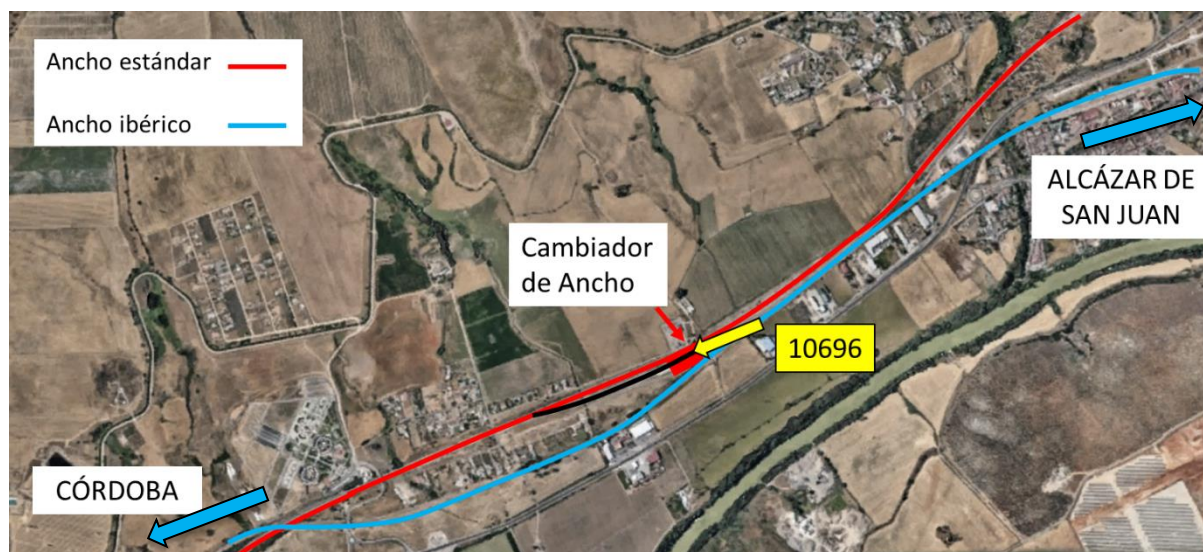 Ancho estándar
Ancho ibérico
ALCÁZAR DE
SAN JUAN
Cambiador
de Ancho
10696
CÓRDOBA